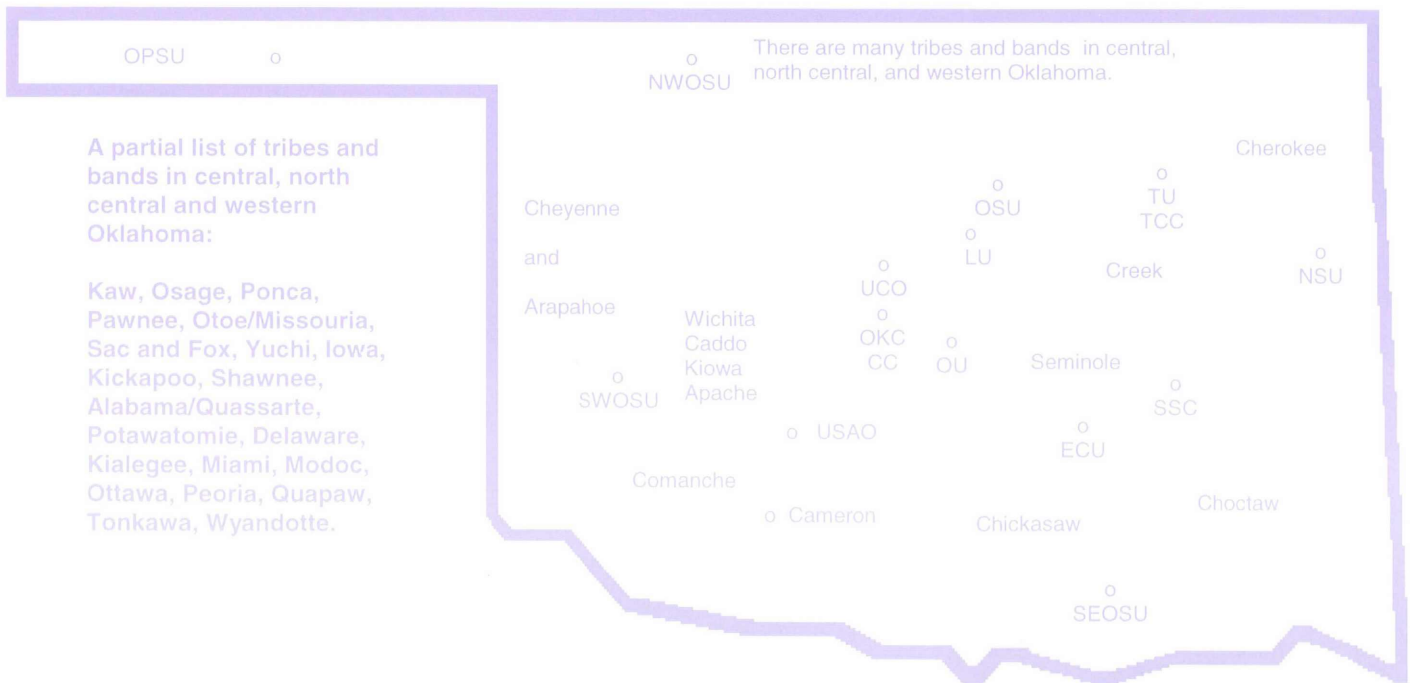 OPSU o
o
NWOSU
There are many tribes and bands in central,
north central, and western Oklahoma.
A partial list of tribes and
bands in central, north
central and western
Oklahoma:
Kaw, Osage, Ponca,
Pawnee, Otoe/Missouria,
Sac and Fox, Yuchi, Iowa,
Kickapoo, Shawnee,
Alabama/Quassarte,
Potawatomie, Delaware,
Kialegee, Miami, Modoc,
Ottawa, Peoria, Quapaw,
Tonkawa, Wyandotte.
Cheyenne
and
Arapahoe
Wichita
Caddo
Kiowa
Apache
o
SWOSU
Comanche
o USAO
o Cameron
o
UCO
o
OKC
CC
o
OU
o
OSU
o
LU
Cherokee
o
TU
TCC
Creek
o
NSU
Seminole
o
SSC
o
ECU
Choctaw
Chickasaw
o
SEOSU